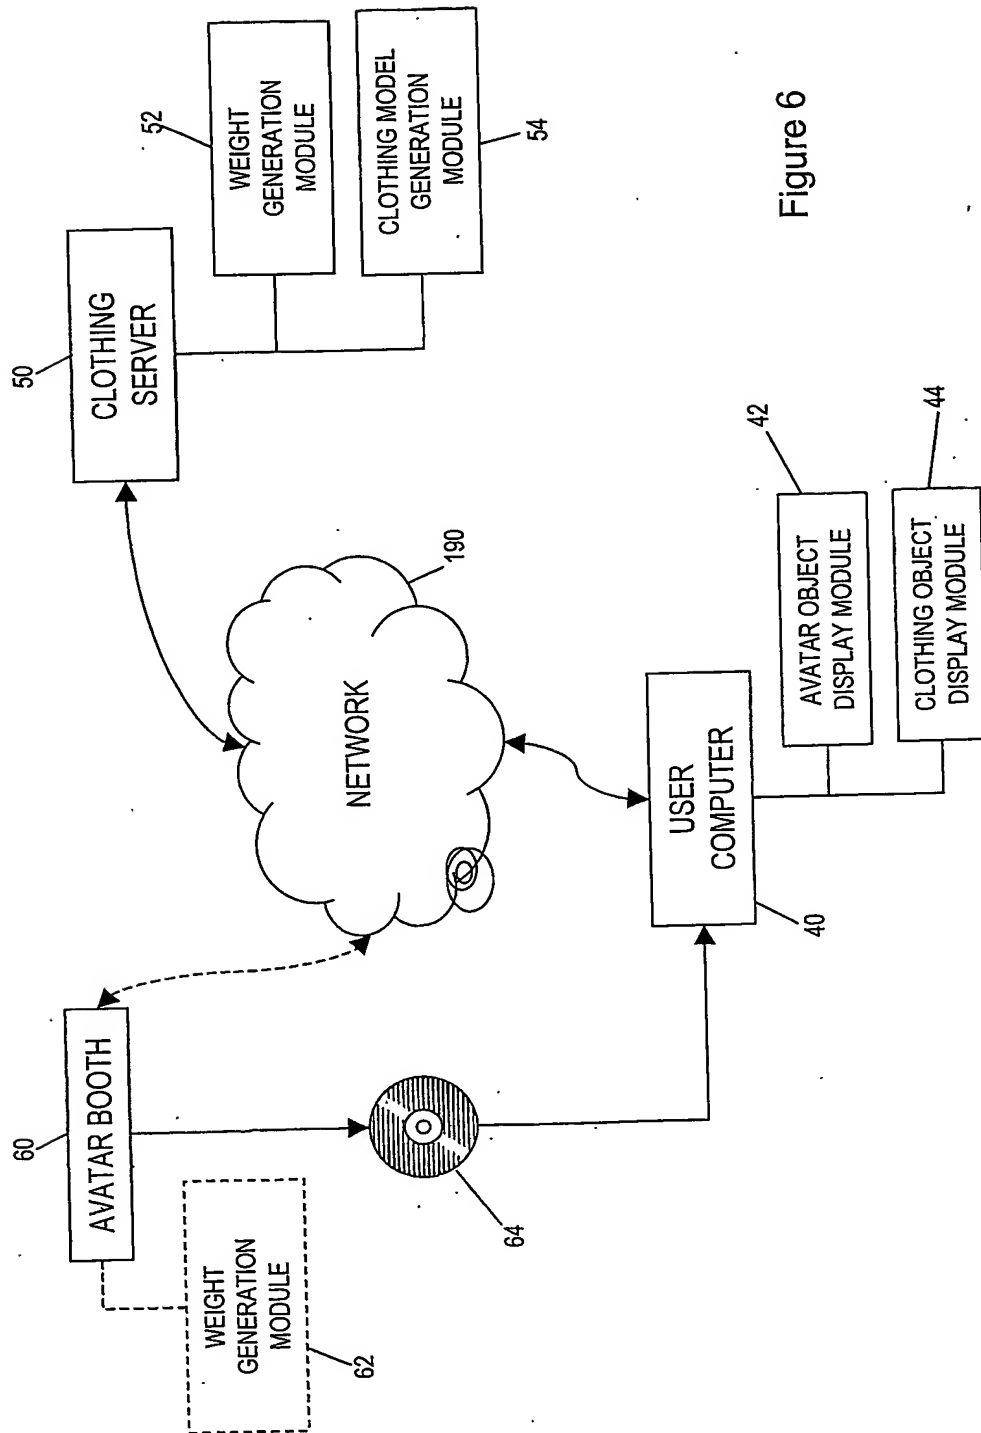 60
AVATAR BOOTH
WEIGHT
GENERATION
MODULE
62
64
NETWORK
190
50
CLOTHING
SERVER
52
WEIGHT
GENERATION
MODULE
CLOTHING MODEL
GENERATION
MODULE
54
USER
COMPUTER
40
42
AVATAR OBJECT
DISPLAY MODULE
44
CLOTHING OBJECT
DISPLAY MODULE
Figure 6